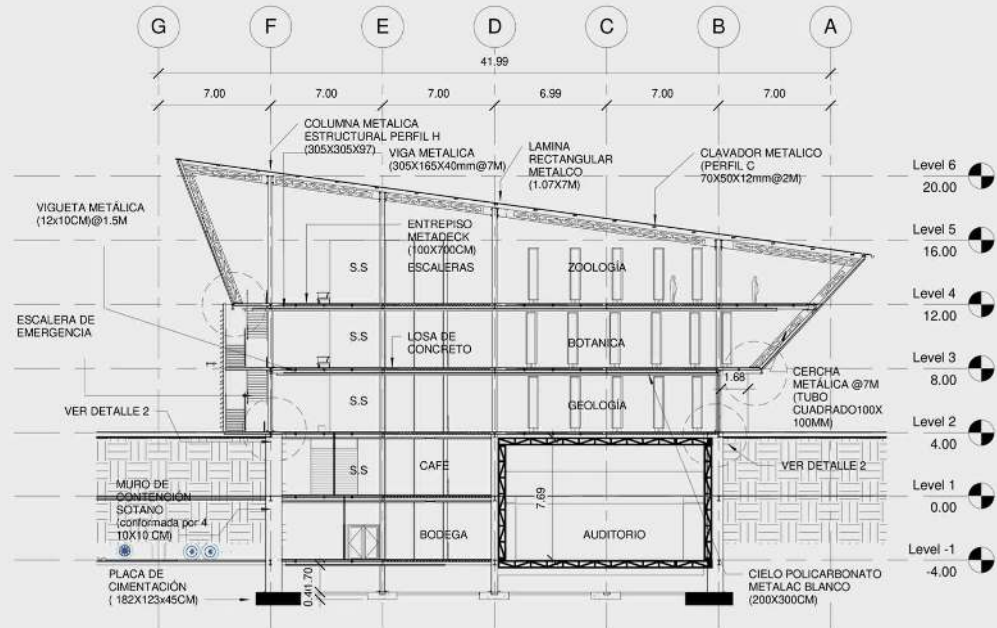 G F E D C B A
41.99
7.00 7.00 7.00 6.99 7.00 7.00
COLUMNA METALICA
ESTRUCTURAL PERFIL H
(305X305X97)
VIGA METALICA
(305X165X40mm@7M)
LAMINA
RECTANGULAR
METALCO
(1.07X7M)
CLAVADOR METALICO
(PERFIL C
70X50X12mm@2M)
Level 6
20.00
VIGUETA METÁLICA
(12x10CM)@1.5M
ENTREPISO
METADECK
(100X700CM)
Level 5
16.00
S.S ESCALERAS ZOOLOGÍA
Level 4
12.00
ESCALERA DE
EMERGENCIA
S.S
LOSA DE
CONCRETO
BOTANICA
Level 3
8.00
1.68
CERCHA
METÁLICA @7M
(TUBO
CUADRADO100X
100MM)
VER DETALLE 2
S.S
GEOLOGÍA
Level 2
4.00
S.S
CAFE
VER DETALLE 2
MURO DE
CONTENCIÓN
SOTANO
(conformada por 4
10X10 CM)
7.69
Level 1
0.00
BODEGA
AUDITORIO
Level -1
-4.00
PLACA DE
CIMENTACIÓN
( 182X123x45CM)
0.40
1.70
CIELO POLICARBONATO
METALAC BLANCO
(200X300CM)